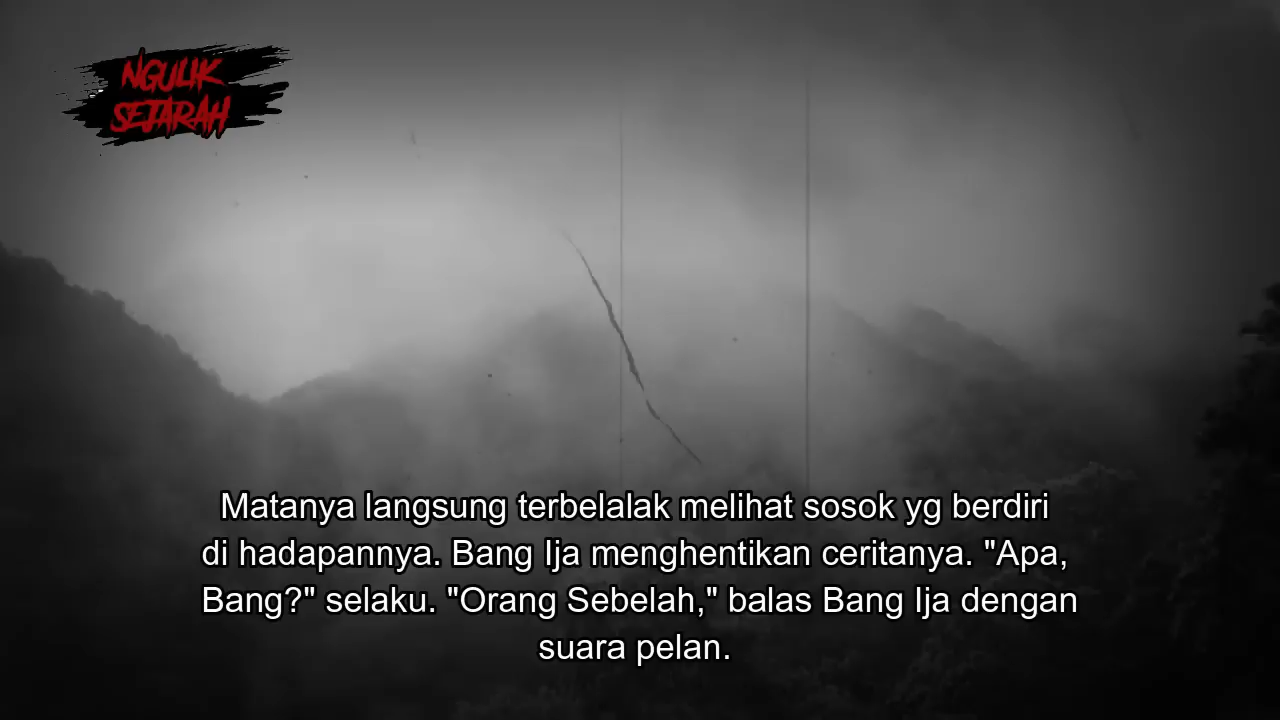 NGULIK
SEJARAH
Matanya langsung terbelalak melihat sosok yg berdiri
di hadapannya. Bang Ija menghentikan ceritanya. "Apa,
Bang?" selaku. "Orang Sebelah," balas Bang Ija dengan
suara pelan.